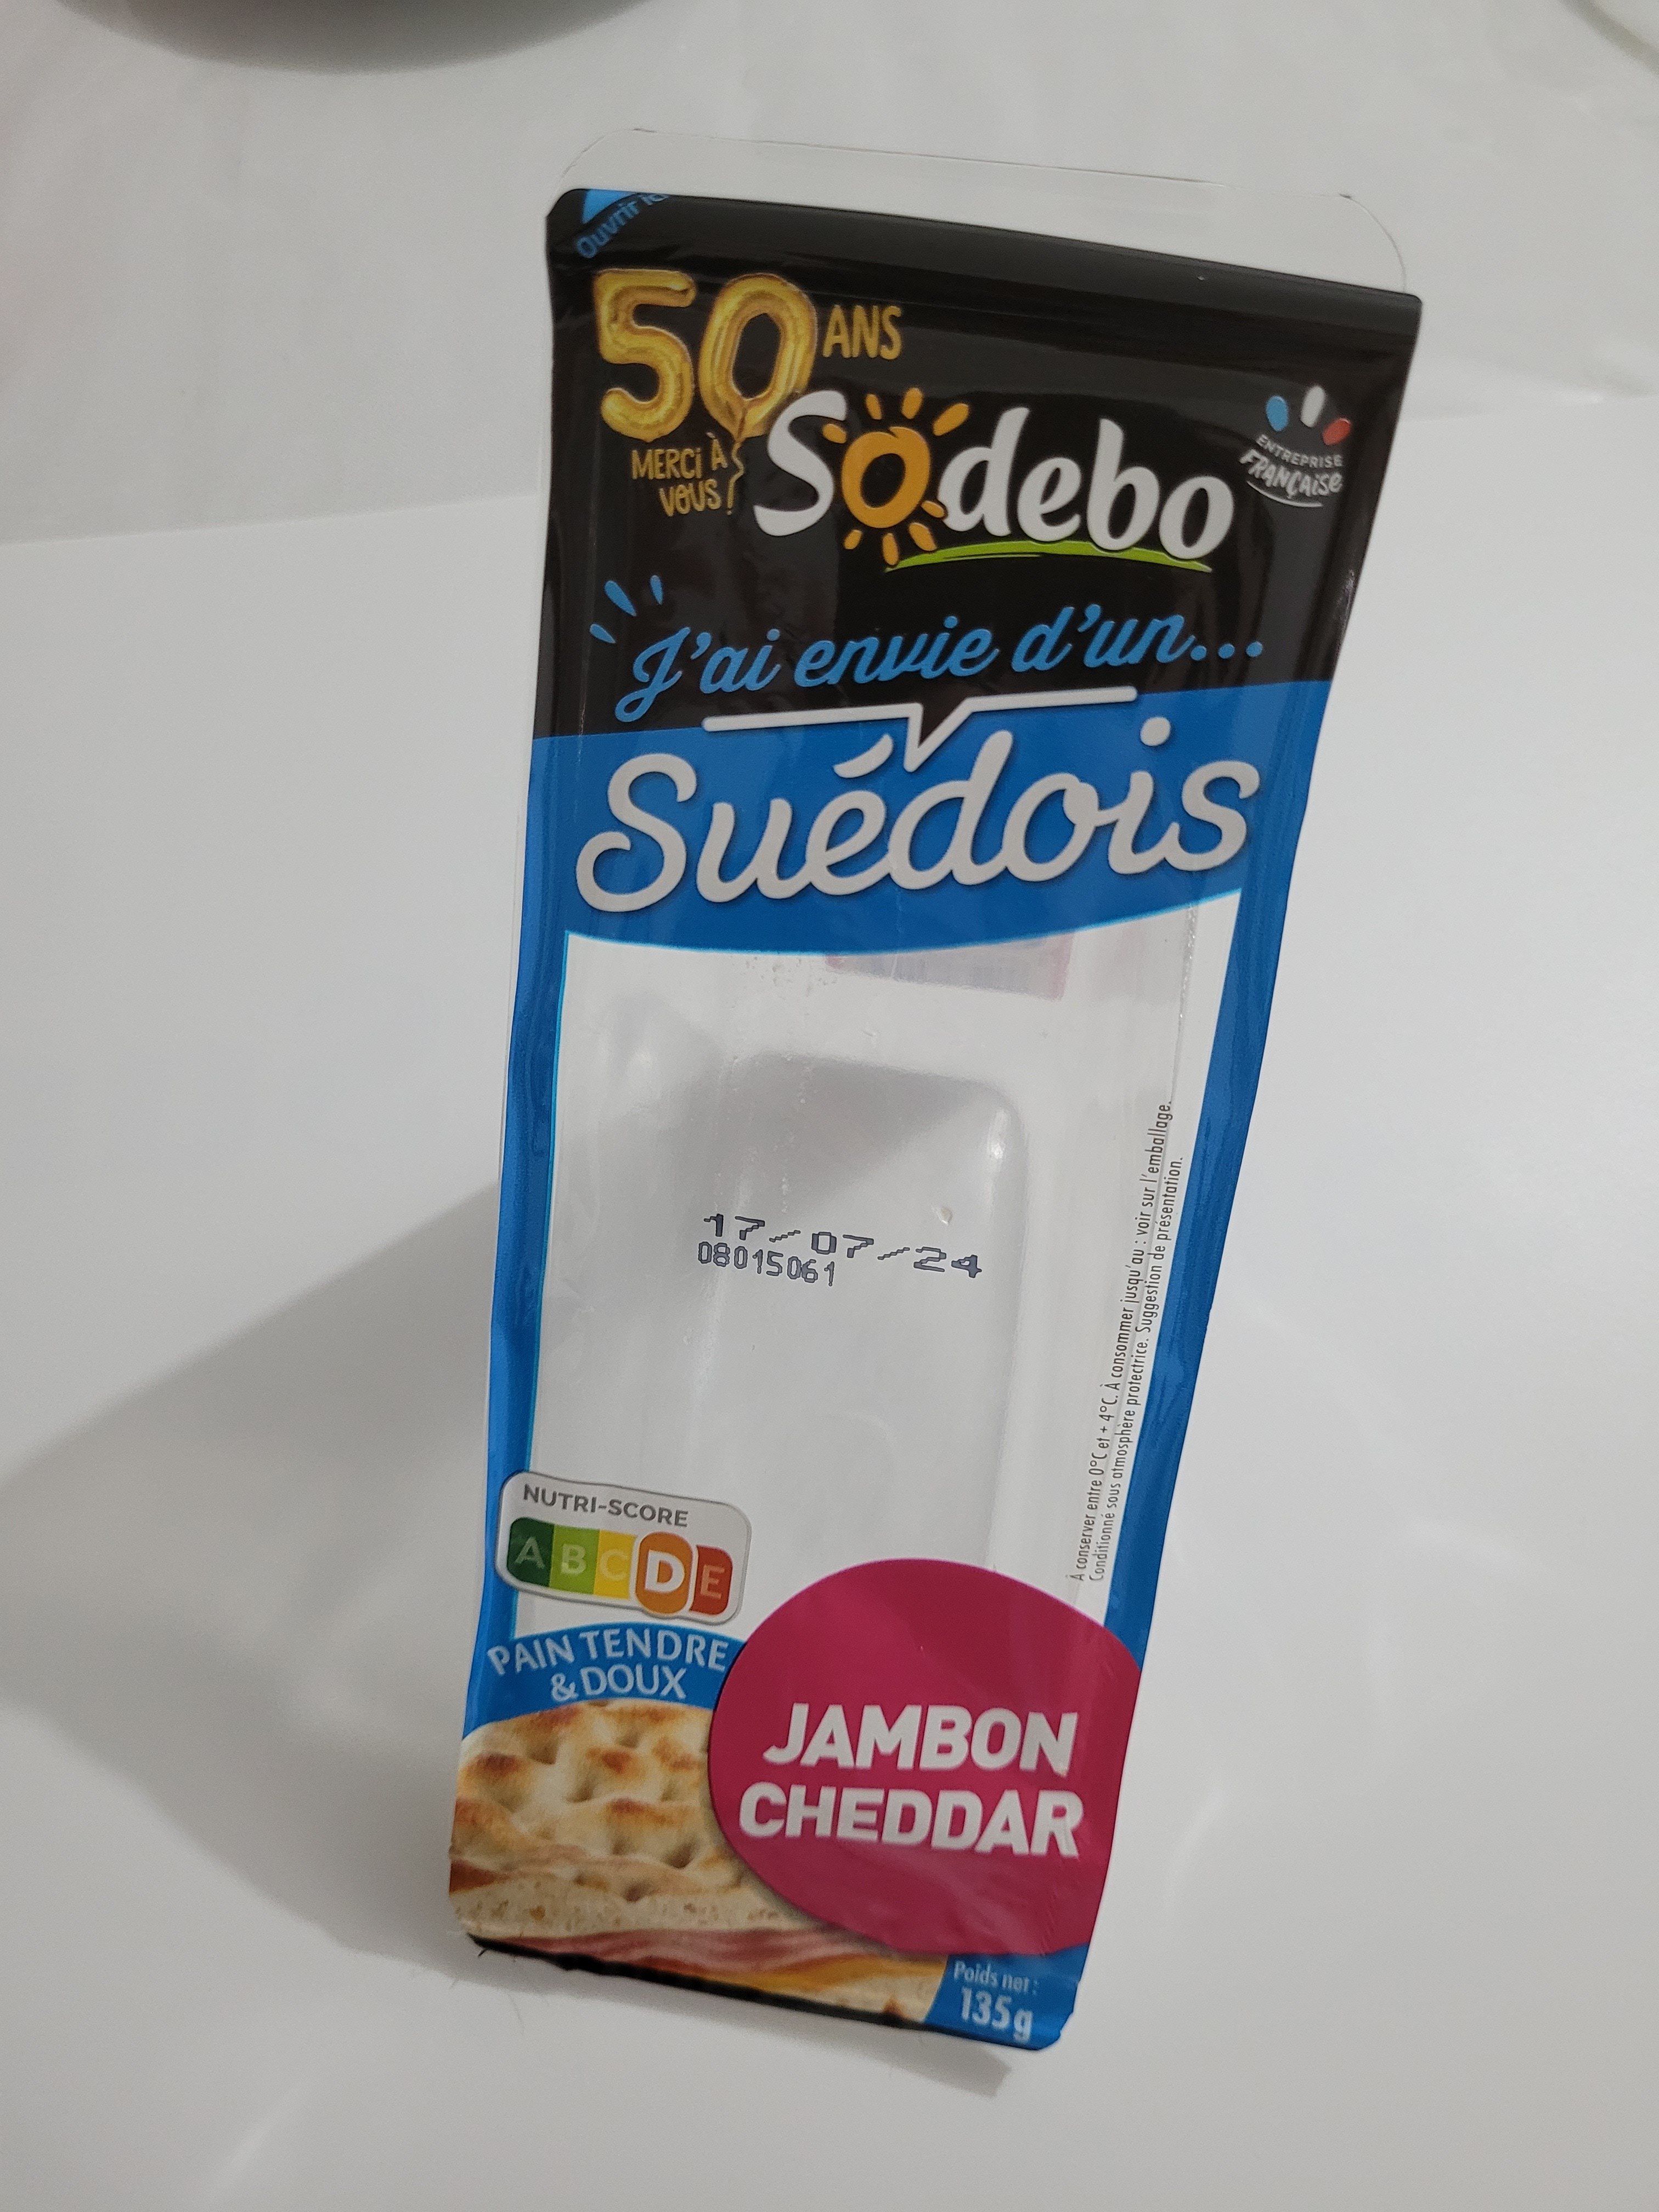 Ouvrir ici
50 ANS
MERCI À
VOUS !
Sodebo
ENTREPRISE
FRANÇAISE
J'ai envie d'un...
Suédois
17/07/24
08015061
À conserver entre 0°C et + 4°C. À consommer jusqu'au : voir sur l'emballage.
Conditionné sous atmosphère protectrice. Suggestion de présentation.
NUTRI-SCORE
A B C D E
PAIN TENDRE
& DOUX
JAMBON
CHEDDAR
Poids net :
135g